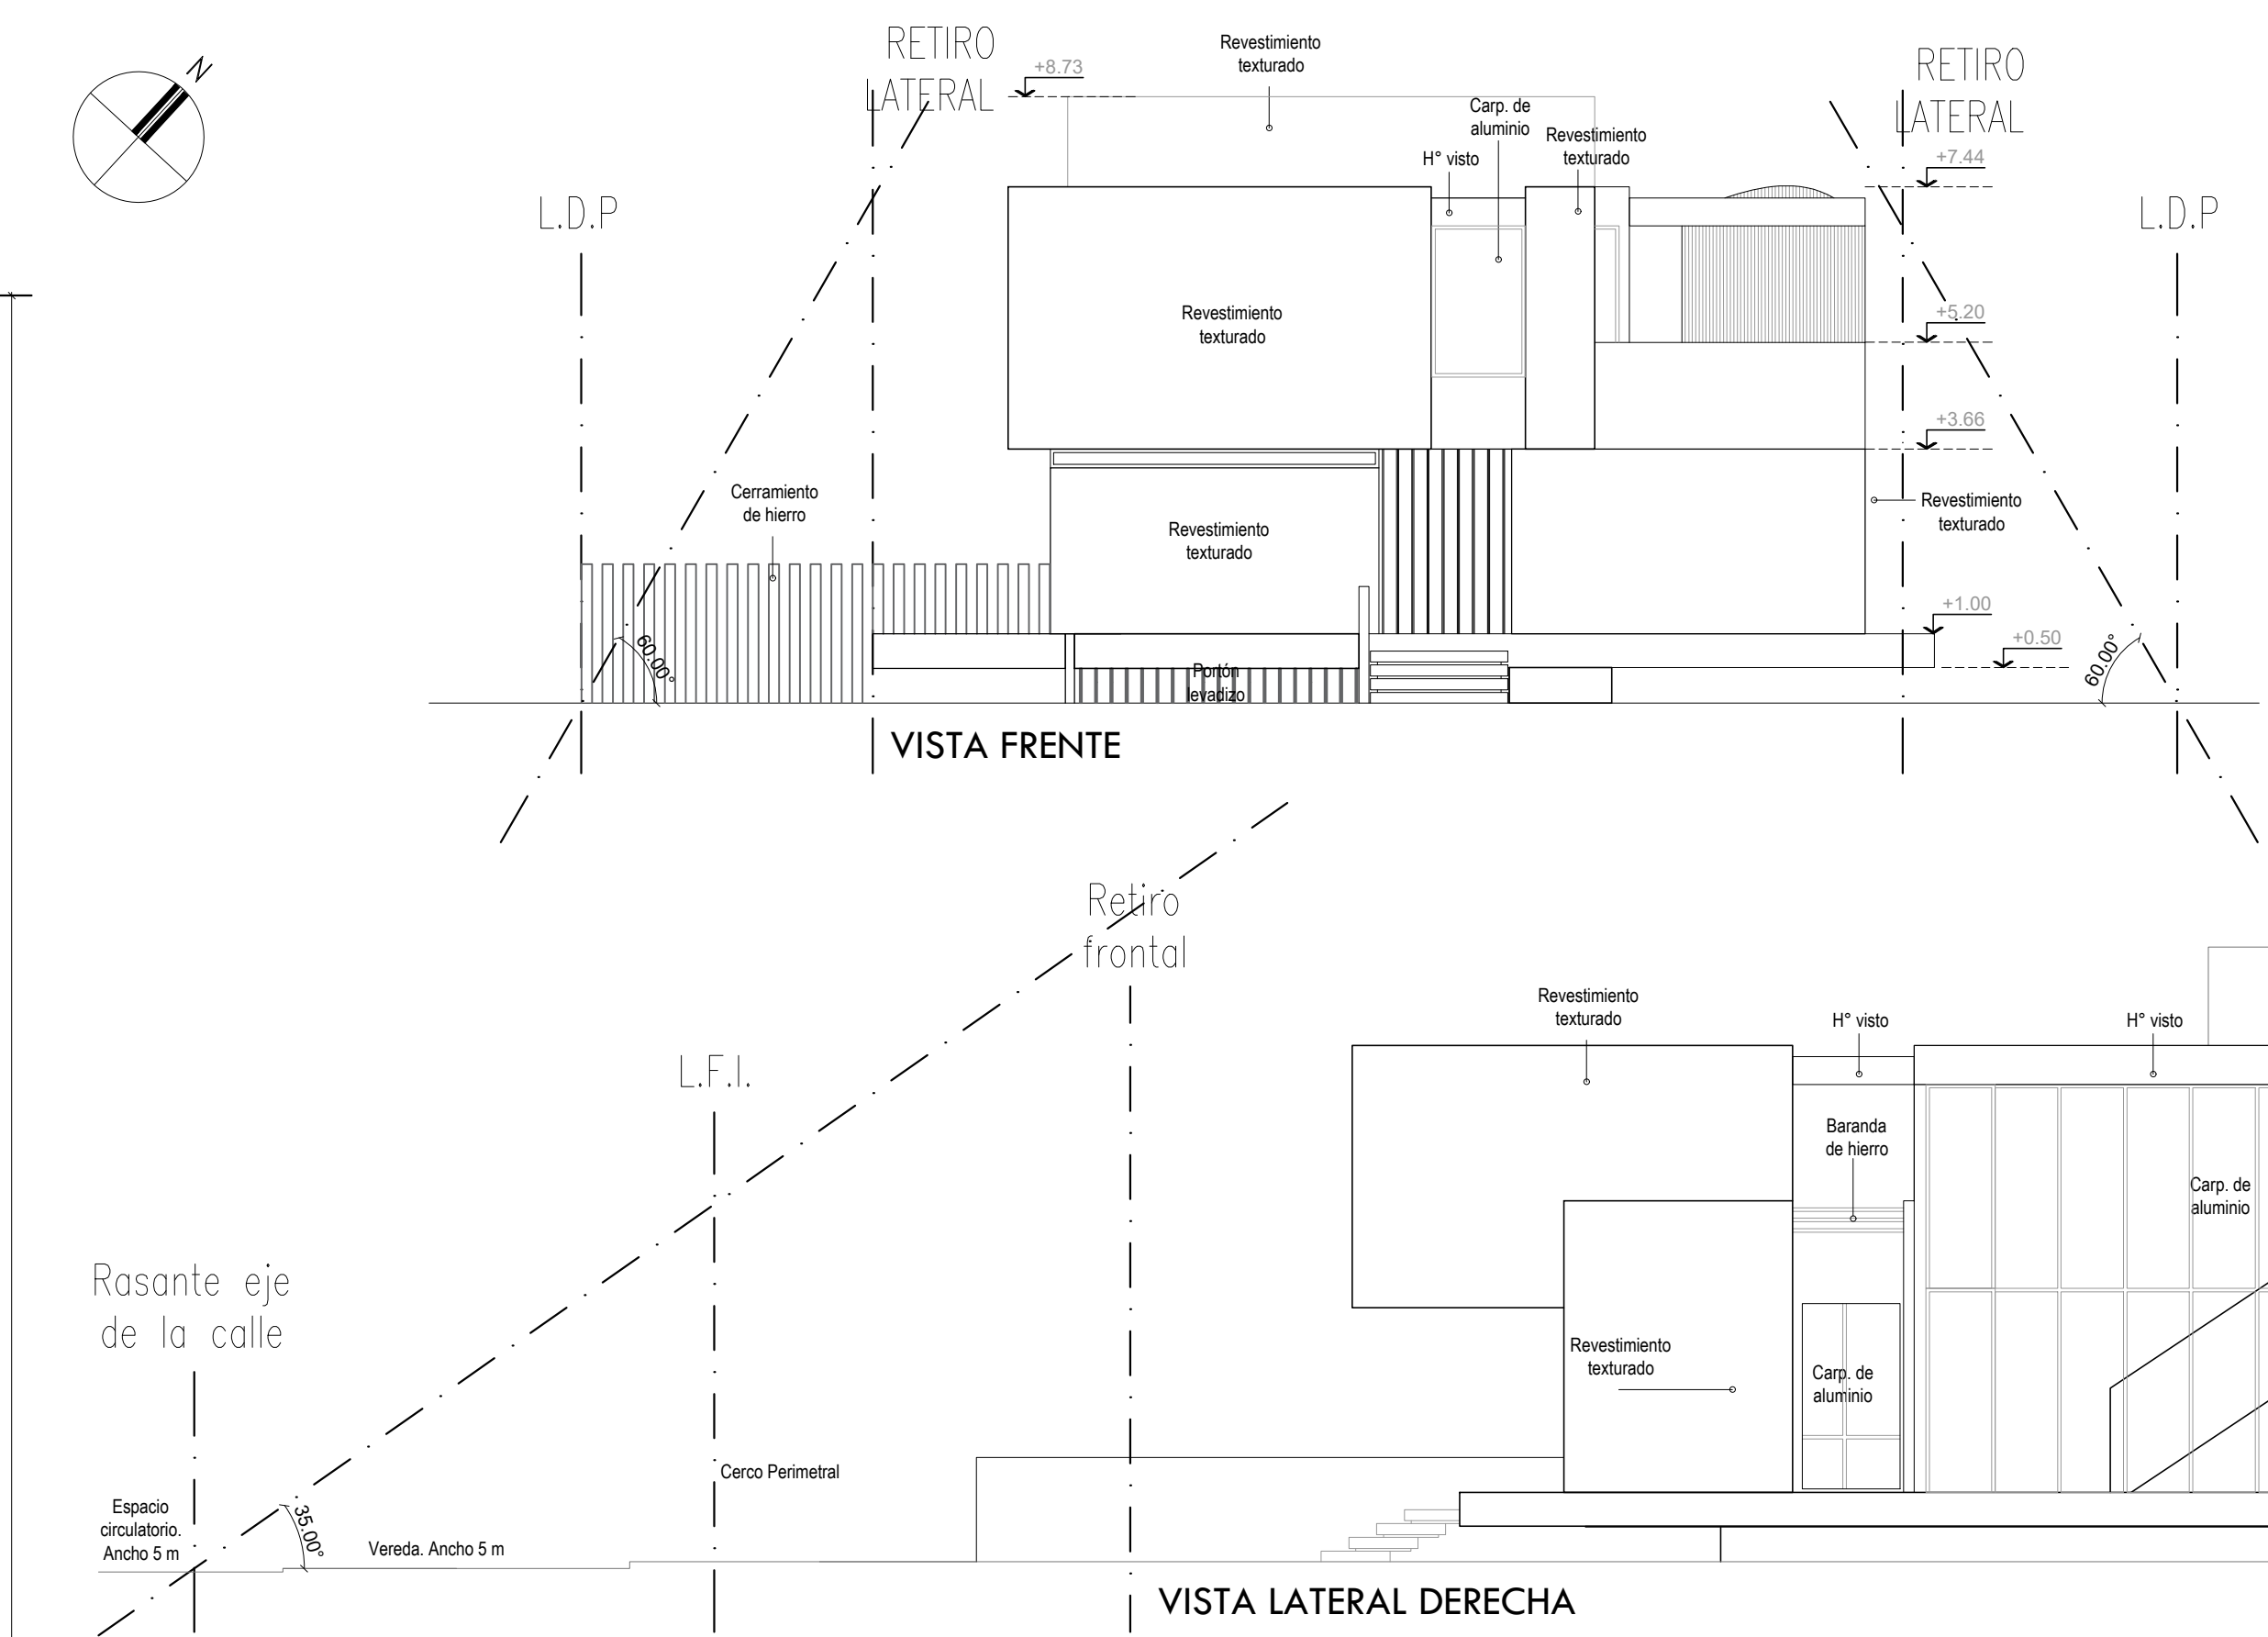 N
RETIRO
LATERAL
+8.73
Revestimiento
texturado
Carp. de
aluminio
H° visto
Revestimiento
texturado
RETIRO
LATERAL
+7.44
L.D.P
L.D.P
Revestimiento
texturado
+5.20
+3.66
Cerramiento
de hierro
Revestimiento
texturado
Revestimiento
texturado
+1.00
+0.50
60.00°
60.00°
Portón
levadizo
VISTA FRENTE
Retiro
frontal
Revestimiento
texturado
H° visto
H° visto
L.F.I.
Baranda
de hierro
Carp. de
aluminio
Rasante eje
de la calle
Revestimiento
texturado
Carp. de
aluminio
Cerco Perimetral
Espacio
circulatorio.
Ancho 5 m
35.00°
Vereda. Ancho 5 m
VISTA LATERAL DERECHA